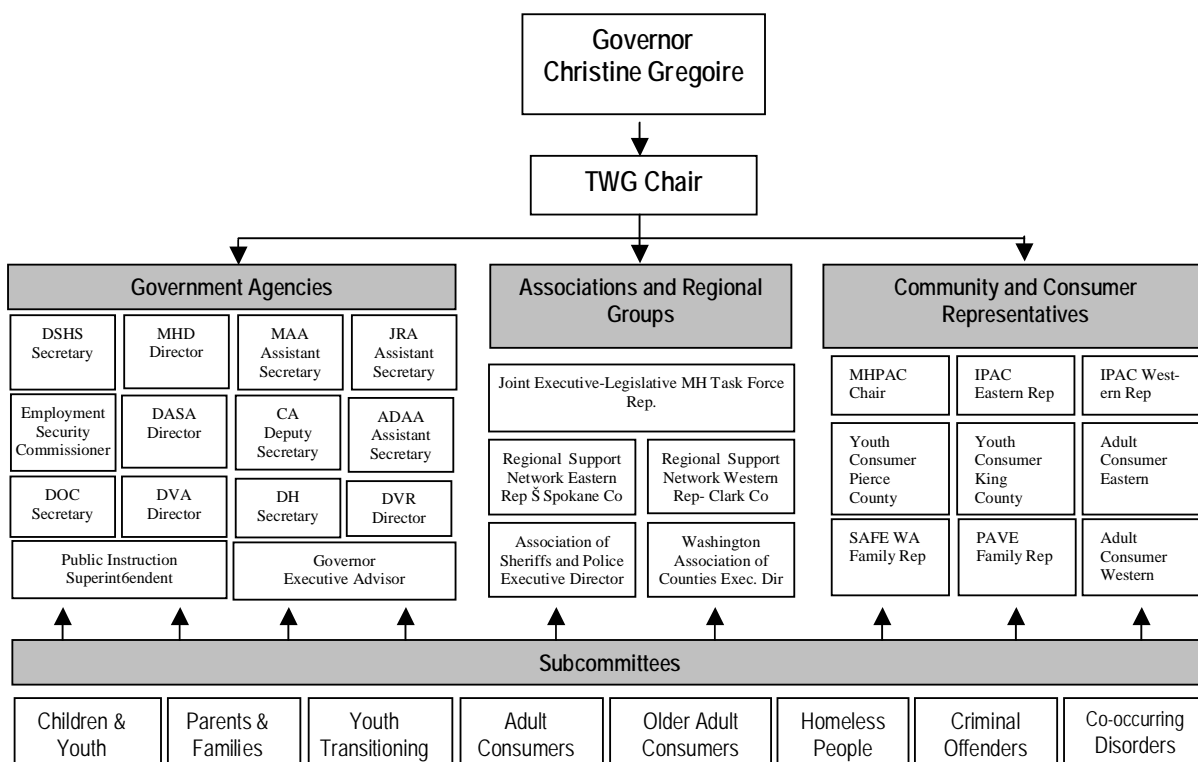 Governor
Christine Gregoire
TWG Chair
Government Agencies
DSHS
Secretary
MHD
Director
MAA
Assistant
Secretary
JRA
Assistant
Secretary
Employment
Security
Commissioner
DASA
Director
CA
Deputy
Secretary
ADAA
Assistant
Secretary
DOC
Secretary
DVA
Director
DH
Secretary
DVR
Director
Public Instruction
Superint6endent
Governor
Executive Advisor
Associations and Regional
Groups
Joint Executive-Legislative MH Task Force
Rep.
Regional Support
Network Eastern
Rep Š Spokane Co
Regional Support
Network Western
Rep- Clark Co
Association of
Sheriffs and Police
Executive Director
Washington
Association of
Counties Exec. Dir
Community and Consumer
Representatives
MHPAC
Chair
IPAC
Eastern Rep
IPAC West-
ern Rep
Youth
Consumer
Pierce
County
Youth
Consumer
King
County
Adult
Consumer
Eastern
SAFE WA
Family Rep
PAVE
Family Rep
Adult
Consumer
Western
Subcommittees
Children &
Youth
Parents &
Families
Youth
Transitioning
Adult
Consumers
Older Adult
Consumers
Homeless
People
Criminal
Offenders
Co-occurring
Disorders